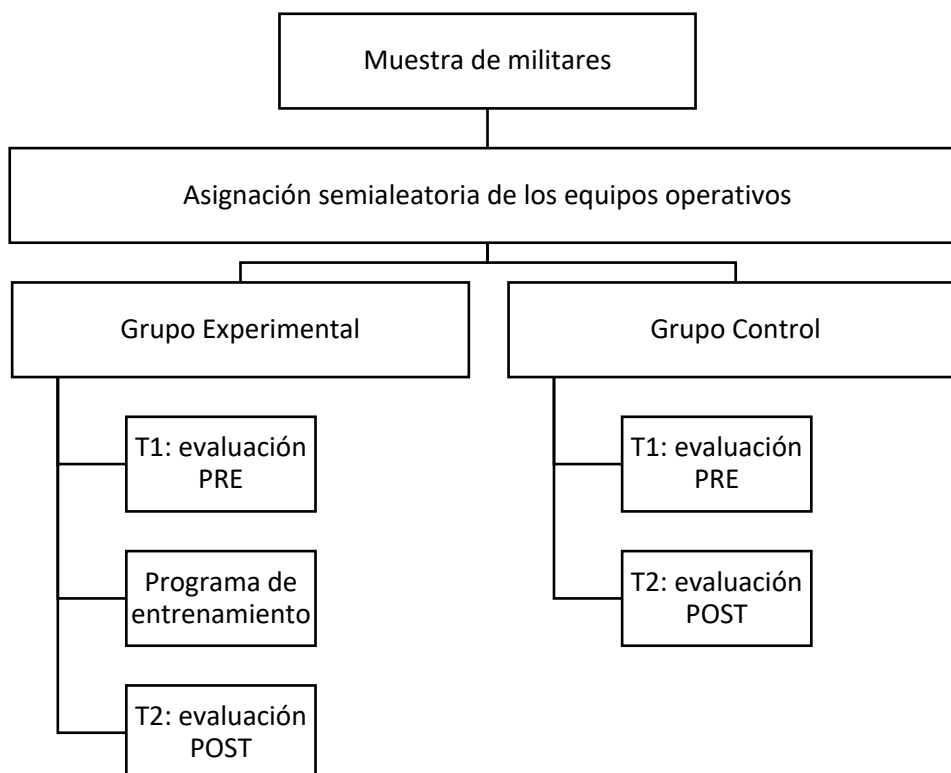 Muestra de militares
Asignación semialeatoria de los equipos operativos
Grupo Experimental
T1: evaluación
PRE
Programa de
entrenamiento
T2: evaluación
POST
Grupo Control
T1: evaluación
PRE
T2: evaluación
POST